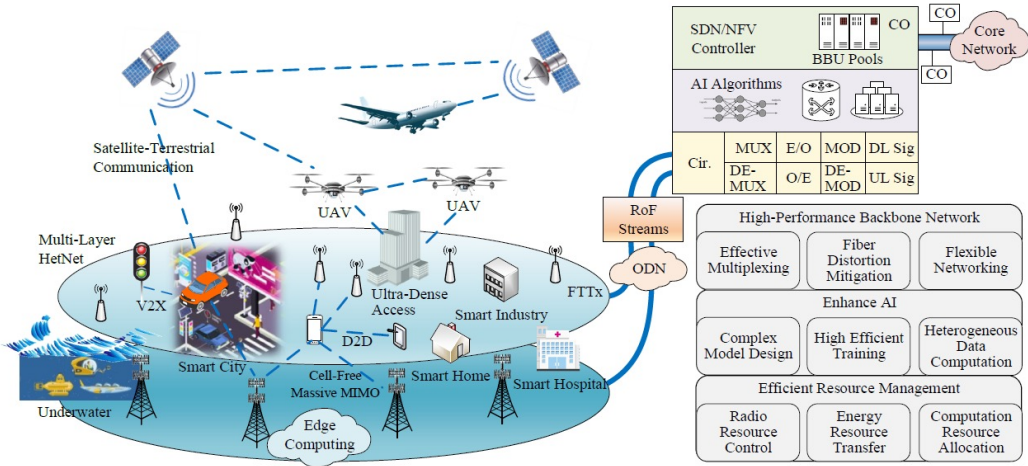 Satellite-Terrestrial
Communication
UAV
UAV
Multi-Layer
HetNet
V2X
Smart City
Ultra-Dense
Access
Smart Industry
FTTx
D2D
Cell-Free
Massive MIMO
Smart Home
Smart Hospital
Underwater
Edge
Computing
SDN/NFV
Controller
CO
BBU Pools
CO
CO
Core
Network
AI Algorithms
Cir.
MUX
E/O
MOD
DL Sig
DE-
MUX
O/E
DE-
MOD
UL Sig
RoF
Streams
ODN
High-Performance Backbone Network
Effective
Multiplexing
Fiber
Distortion
Mitigation
Flexible
Networking
Enhance AI
Complex
Model Design
High Efficient
Training
Heterogeneous
Data
Computation
Efficient Resource Management
Radio
Resource
Control
Energy
Resource
Transfer
Computation
Resource
Allocation